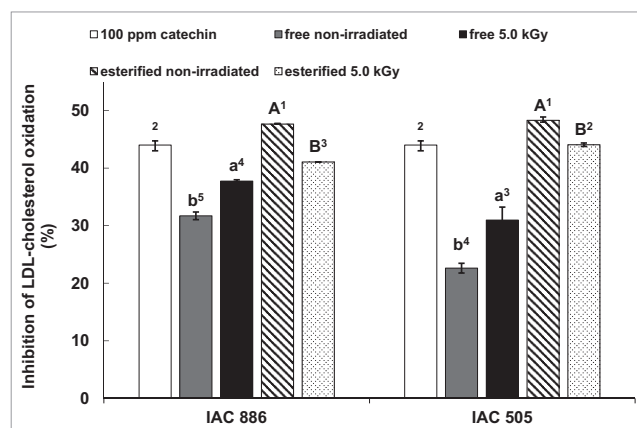 100 ppm catechin free non-irradiated free 5.0 kGy
esterified non-irradiated esterified 5.0 kGy
Inhibition of LDL-cholesterol oxidation
(%)
50
40
30
20
10
0
2 b⁵ a⁴ A¹ B³
2 b⁴ a³ A¹ B²
IAC 886 IAC 505